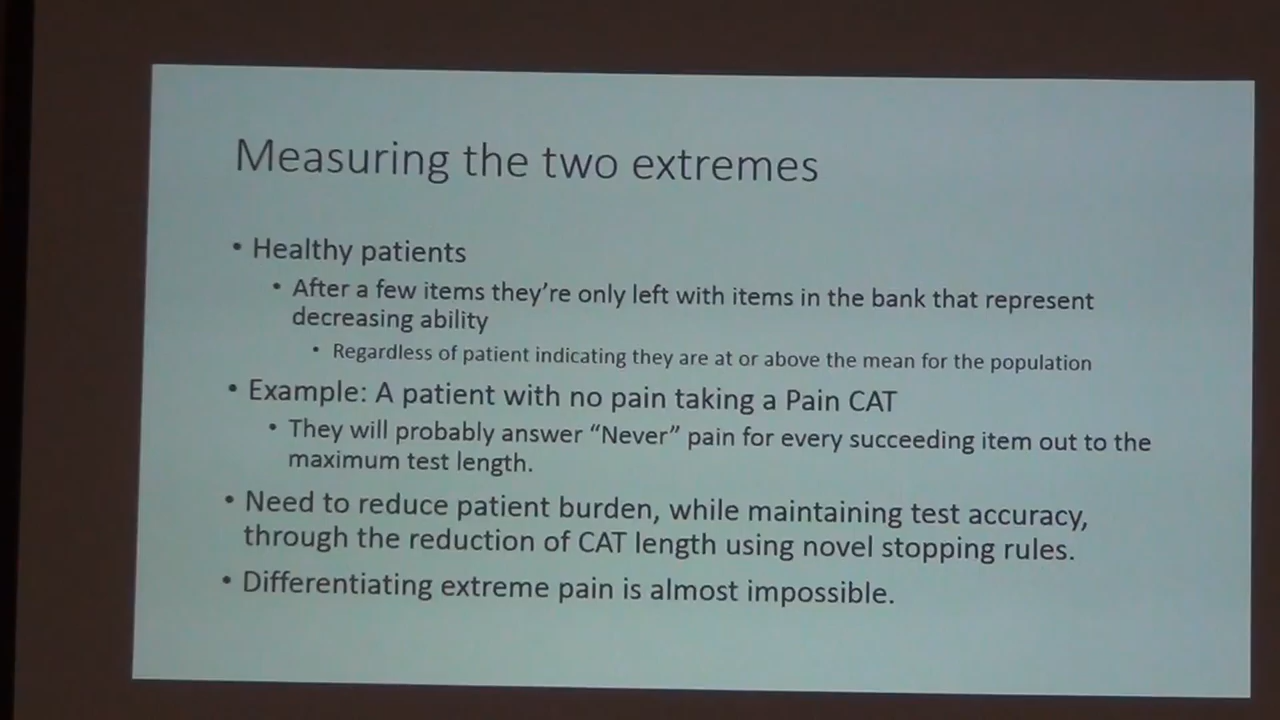 Measuring the two extremes
• Healthy patients
• After a few items they're only left with items in the bank that represent
decreasing ability
• Regardless of patient indicating they are at or above the mean for the population
• Example: A patient with no pain taking a Pain CAT
• They will probably answer “Never” pain for every succeeding item out to the
maximum test length.
• Need to reduce patient burden, while maintaining test accuracy,
through the reduction of CAT length using novel stopping rules.
• Differentiating extreme pain is almost impossible.